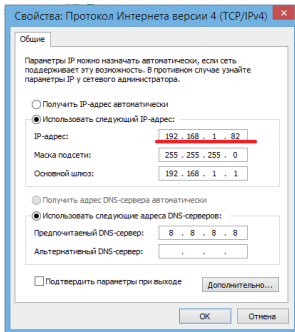 Свойства: Протокол Интернета версии 4 (TCP/IPv4)
Общие
Параметры IP можно назначать автоматически, если сеть
поддерживает эту возможность. В противном случае узнайте
параметры IP у сетевого администратора.
Получить IP-адрес автоматически
Использовать следующий IP-адрес:
IP-адрес: 192 . 168 . 1 . 82
Маска подсети: 255 . 255 . 255 . 0
Основной шлюз: 192 . 168 . 1 . 1
Получить адрес DNS-сервера автоматически
Использовать следующие адреса DNS-серверов:
Предпочитаемый DNS-сервер: 8 . 8 . 8 . 8
Альтернативный DNS-сервер: . . .
Подтвердить параметры при выходе
Дополнительно...
ОК Отмена